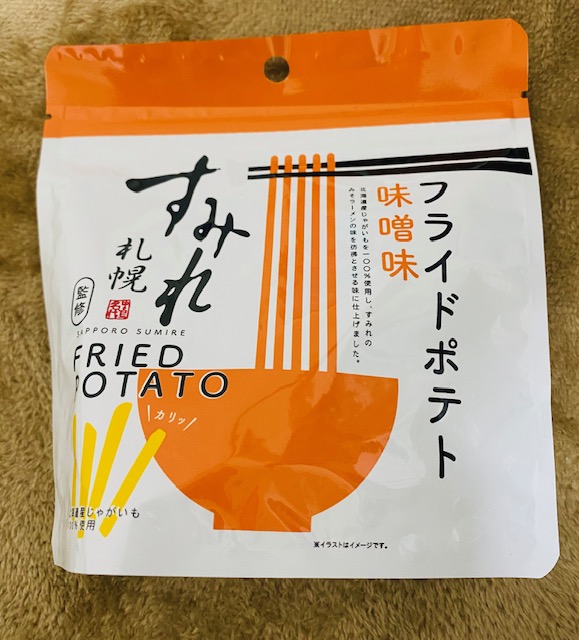 フライドポテト
味噌味
北海道産じゃがいもを一〇〇%使用し、すみれの
みそラーメンの味を彷彿とさせる味に仕上げました。
すみれ
札幌
監修
SAPPORO SUMIRE
FRIED
POTATO
カリッ
北海道産じゃがいも
100%使用
※イラストはイメージです。